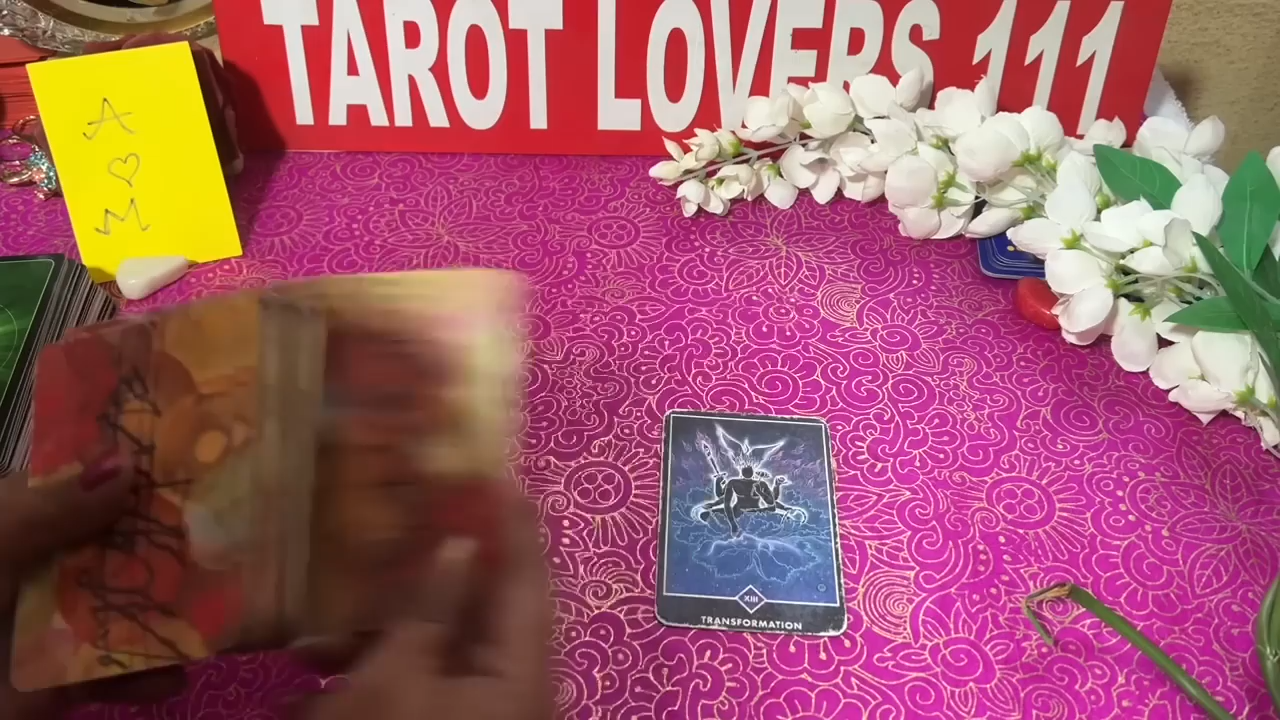 TAROT LOVERS 111
A
♡
M
XIII
TRANSFORMATION